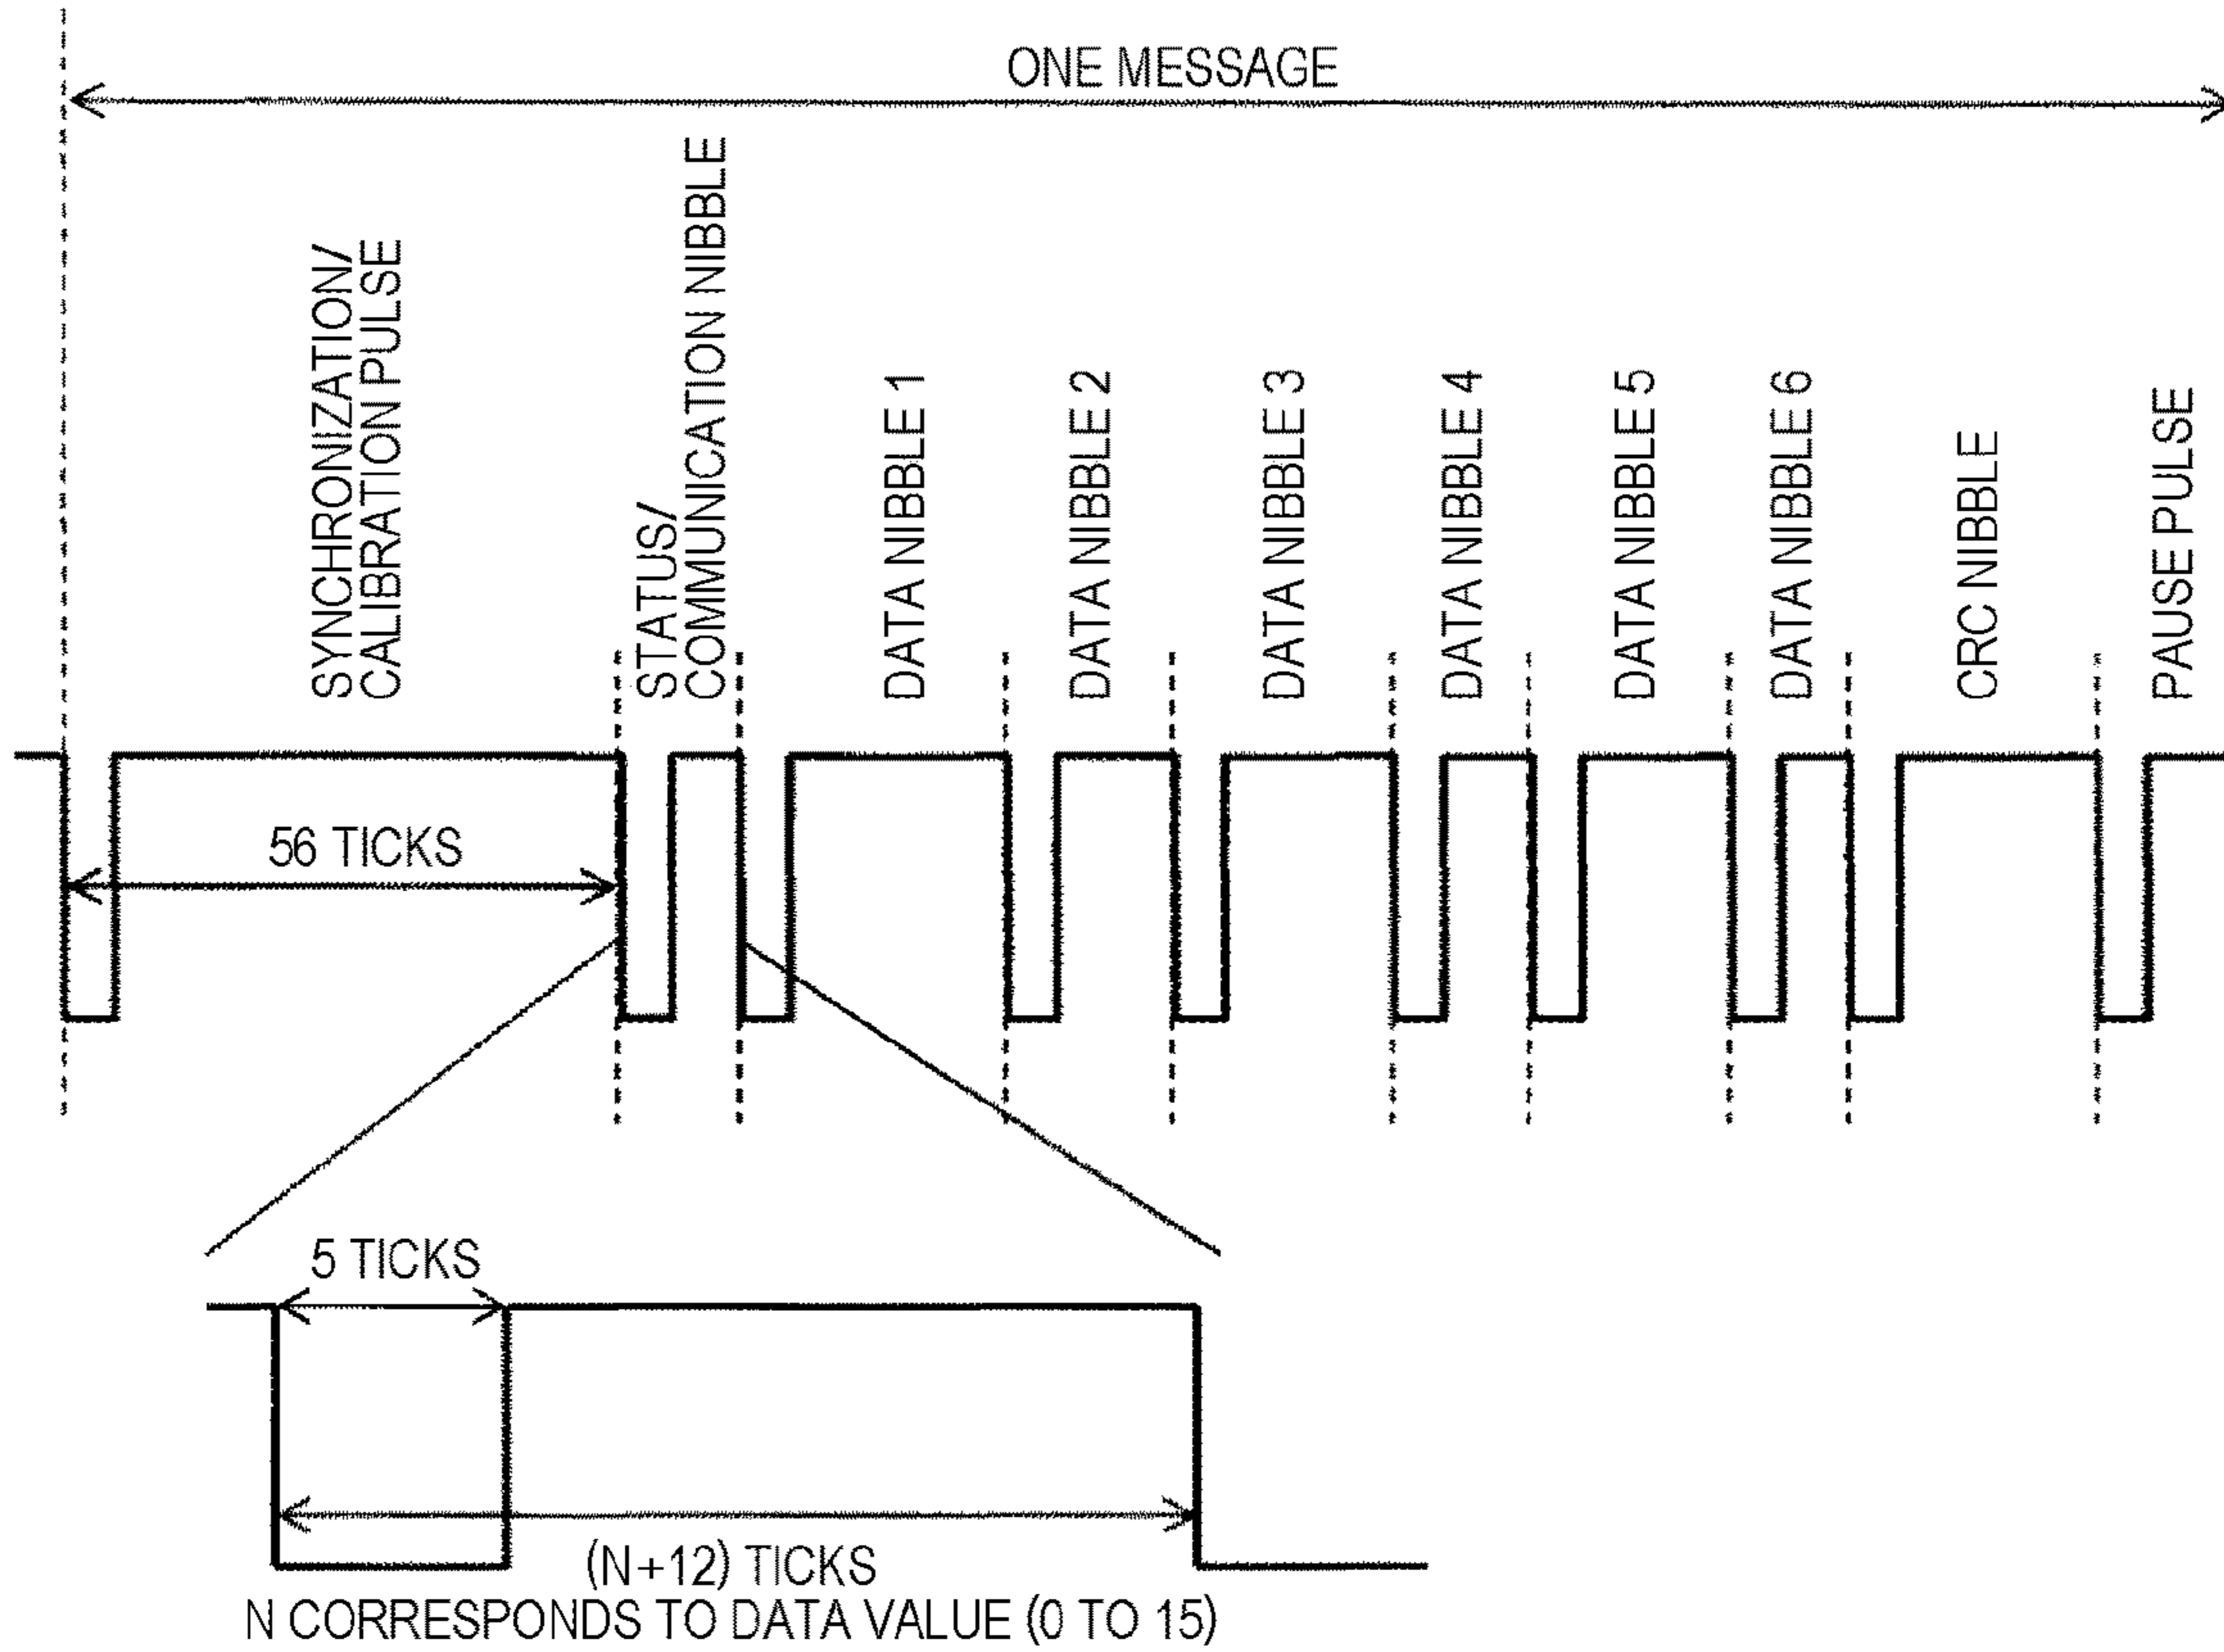 ONE MESSAGE
SYNCHRONIZATION/
CALIBRATION PULSE
STATUS/
COMMUNICATION NIBBLE
DATA NIBBLE 1
DATA NIBBLE 2
DATA NIBBLE 3
DATA NIBBLE 4
DATA NIBBLE 5
DATA NIBBLE 6
CRC NIBBLE
PAUSE PULSE
56 TICKS
5 TICKS
(N+12) TICKS
N CORRESPONDS TO DATA VALUE (0 TO 15)